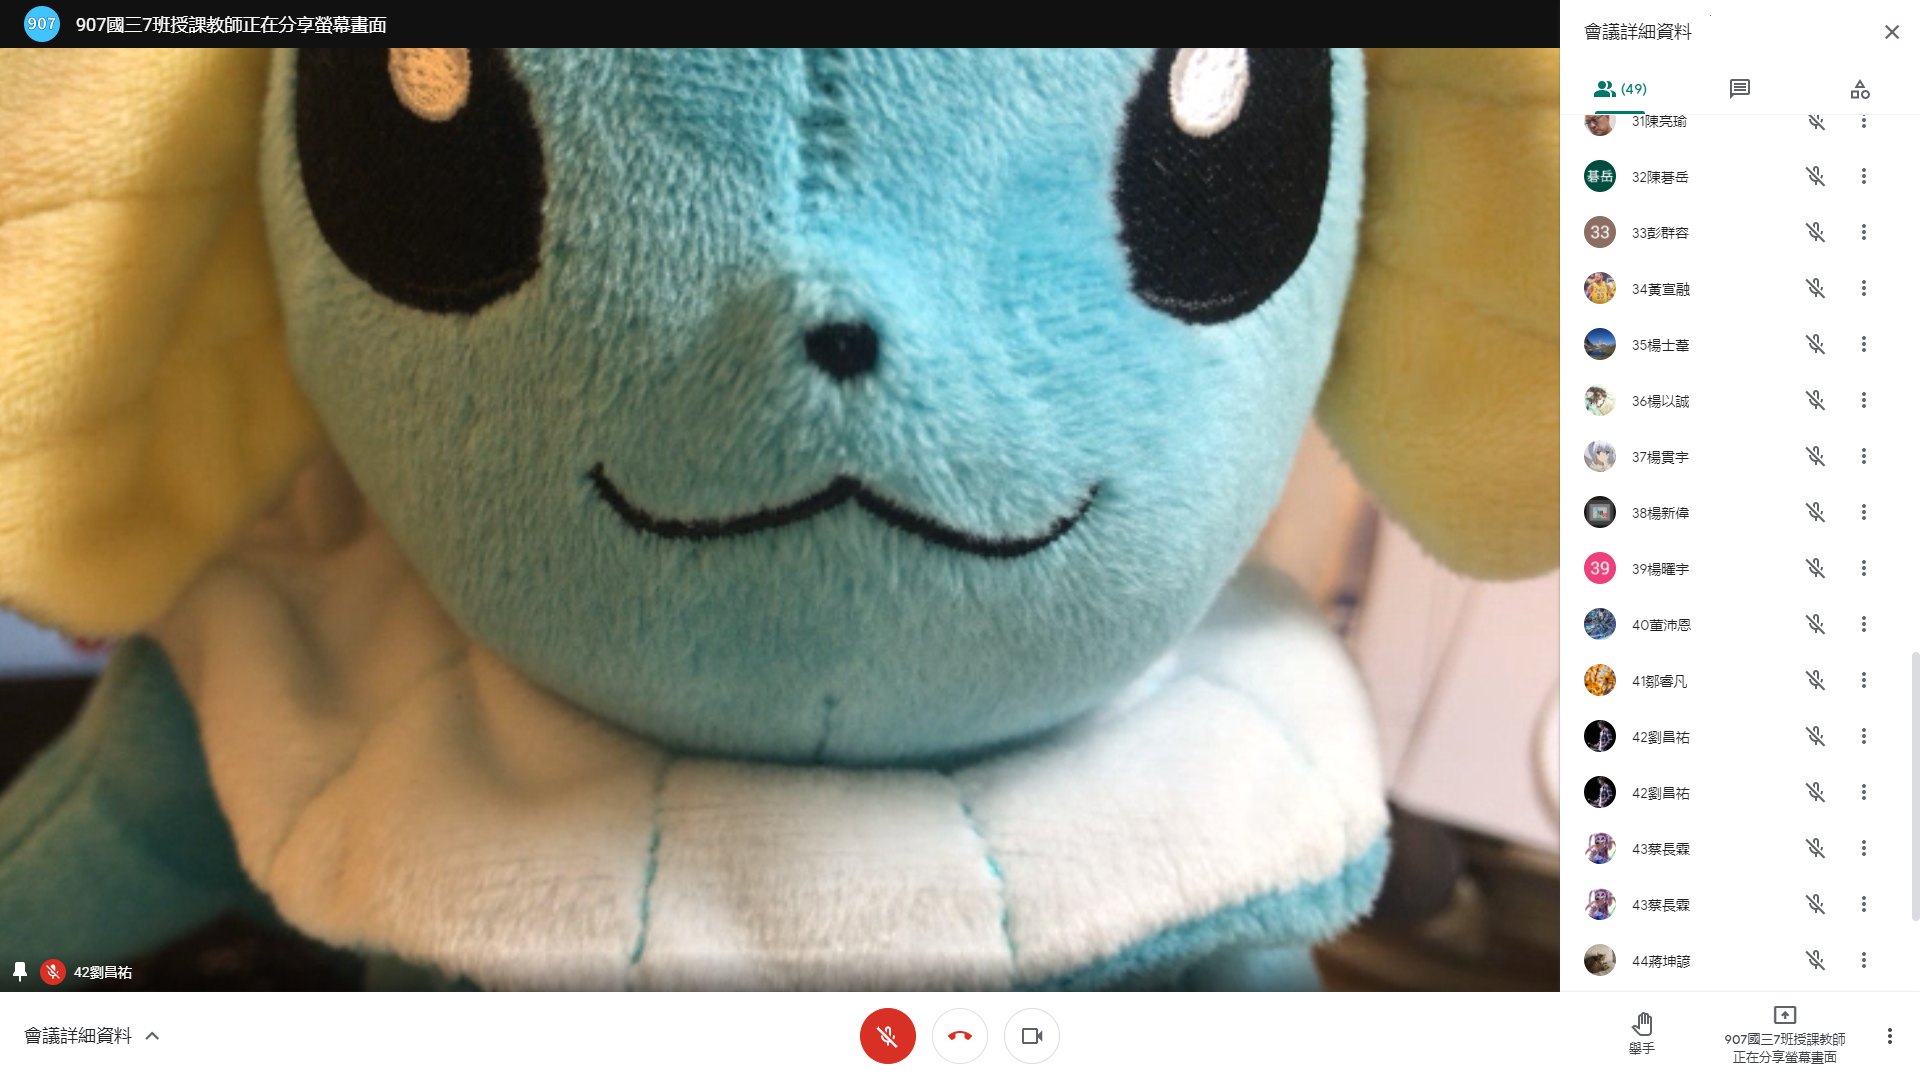 907
907國三7班授課教師正在分享螢幕畫面
會議詳細資料
(49)
31陳亮瑜
碁岳
32陳碁岳
33
33彭群容
34黃宣融
35楊士葦
36楊以誠
37楊貫宇
38楊新偉
39
39楊曜宇
40董沛恩
41鄒睿凡
42劉昌祐
42劉昌祐
43蔡長霖
43蔡長霖
44蔣坤諺
42劉昌祐
會議詳細資料
舉手
907國三7班授課教師
正在分享螢幕畫面